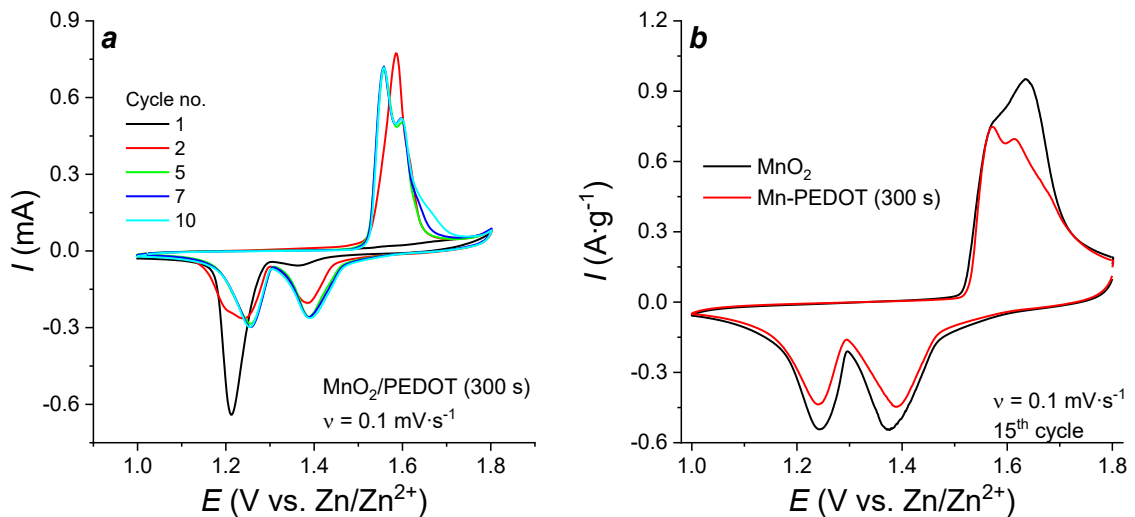 a
0.9
0.6
0.3
0.0
-0.3
-0.6
I (mA)
Cycle no.
1
2
5
7
10
MnO₂/PEDOT (300 s)
ν = 0.1 mV·s⁻¹
1.0 1.2 1.4 1.6 1.8
E (V vs. Zn/Zn²⁺)
b
1.2
0.9
0.6
0.3
0.0
-0.3
-0.6
I (A·g⁻¹)
MnO₂
Mn-PEDOT (300 s)
ν = 0.1 mV·s⁻¹
15ᵗʰ cycle
1.0 1.2 1.4 1.6 1.8
E (V vs. Zn/Zn²⁺)